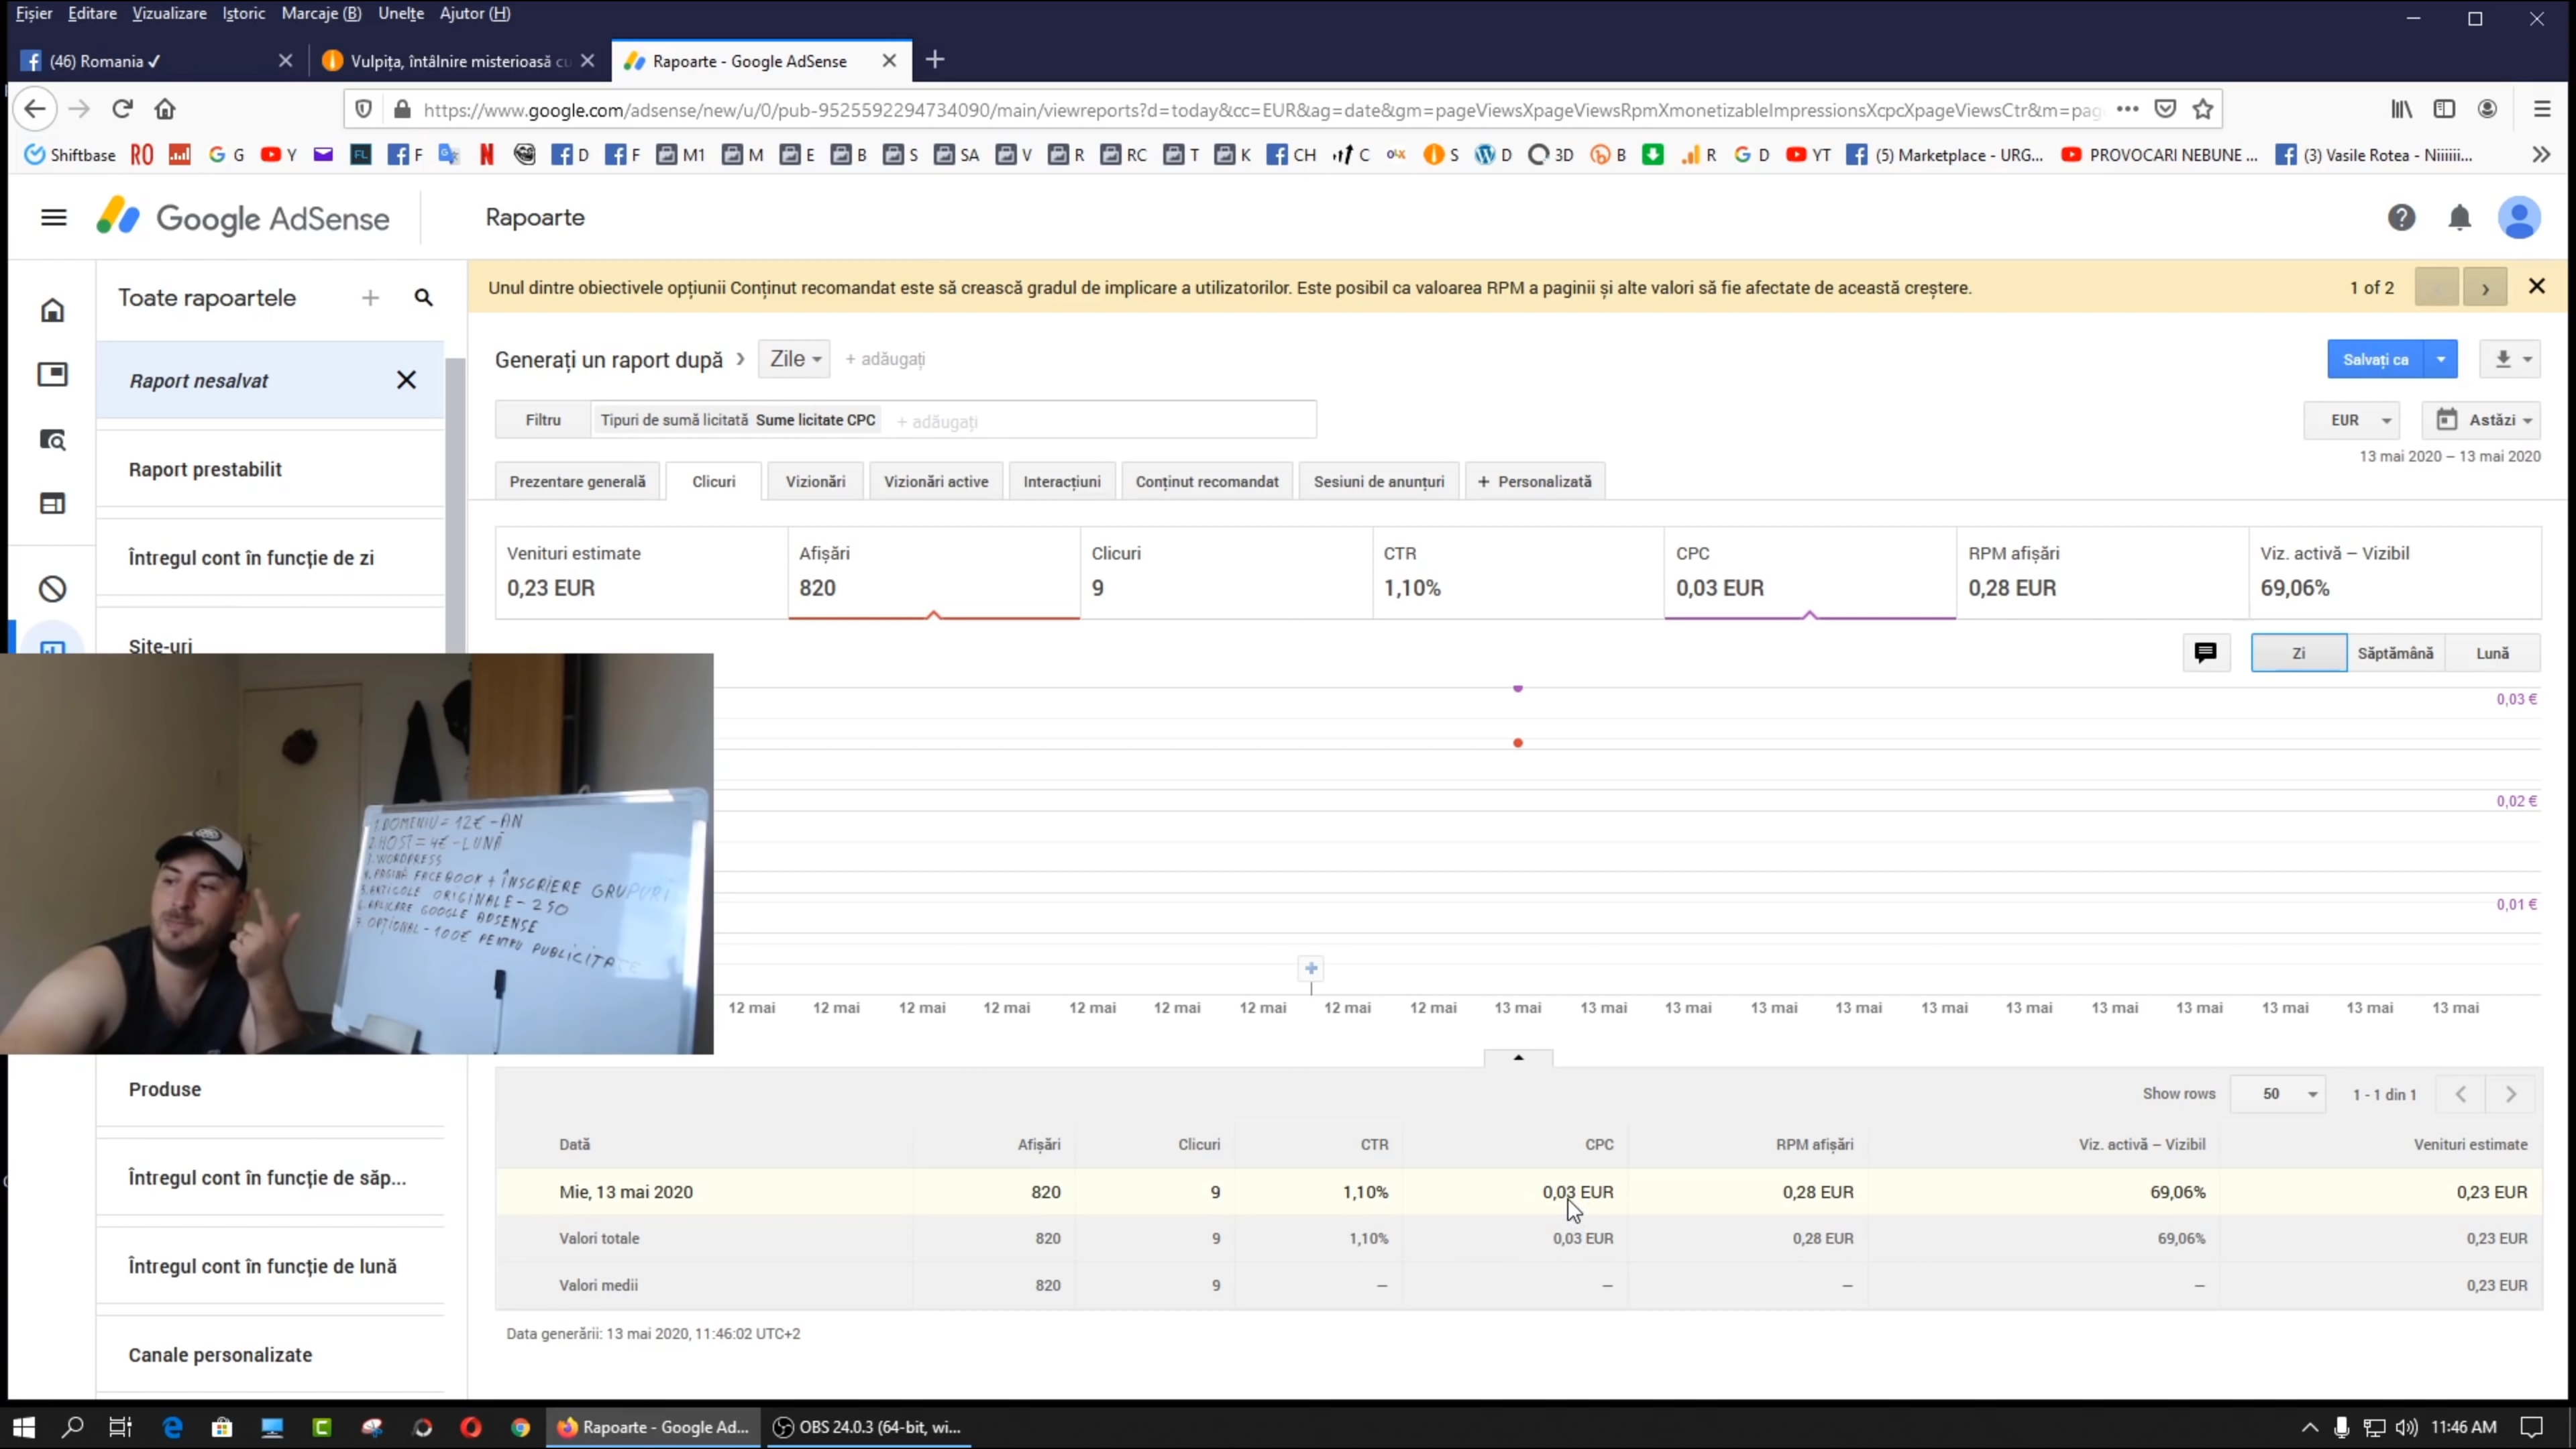 Fișier Editare Vizualizare Istoric Marcaje (B) Unelte Ajutor (H)
(46) Romania ✓
Vulpița, întâlnire misterioasă cu
Rapoarte - Google AdSense
https://www.google.com/adsense/new/u/0/pub-9525592294734090/main/viewreports?d=today&cc=EUR&ag=date&gm=pageViewsXpageViewsRpmXmonetizableImpressionsXcpcXpageViewsCtr&m=pag
Shiftbase RO G Y FL F N D F M1 M E B S SA V R RC T K CH C olx S D 3D B R D YT (5) Marketplace - URG... PROVOCARI NEBUNE ... (3) Vasile Rotea - Niiiiii...
Google AdSense
Rapoarte
Toate rapoartele
Unul dintre obiectivele opțiunii Conținut recomandat este să crească gradul de implicare a utilizatorilor. Este posibil ca valoarea RPM a paginii și alte valori să fie afectate de această creștere.
1 of 2
Raport nesalvat
Raport prestabilit
Întregul cont în funcție de zi
Site-uri
Generați un raport după › Zile + adăugați
Salvați ca
Filtru Tipuri de sumă licitată Sume licitate CPC + adăugați
EUR Astăzi
13 mai 2020 – 13 mai 2020
Prezentare generală Clicuri Vizionări Vizionări active Interacțiuni Conținut recomandat Sesiuni de anunțuri + Personalizată
Venituri estimate Afișări Clicuri CTR CPC RPM afișări Viz. activă – Vizibil
0,23 EUR 820 9 1,10% 0,03 EUR 0,28 EUR 69,06%
Zi Săptămână Lună
0,03 €
0,02 €
0,01 €
12 mai 12 mai 12 mai 12 mai 12 mai 12 mai 12 mai 12 mai 12 mai 13 mai 13 mai 13 mai 13 mai 13 mai 13 mai 13 mai 13 mai 13 mai 13 mai 13 mai 13 mai
1. DOMENIU = 12€ - AN
2. HOST = 4€ - LUNĂ
3. WORDPRESS
4. PAGINĂ FACEBOOK + ÎNSCRIERE GRUPURI
5. ARTICOLE ORIGINALE - 250
6. APLICARE GOOGLE ADSENSE
7. OPȚIONAL - 100€ PENTRU PUBLICITATE
Produse
Întregul cont în funcție de săp...
Întregul cont în funcție de lună
Canale personalizate
Show rows 50 1 - 1 din 1
Dată Afișări Clicuri CTR CPC RPM afișări Viz. activă – Vizibil Venituri estimate
Mie, 13 mai 2020 820 9 1,10% 0,03 EUR 0,28 EUR 69,06% 0,23 EUR
Valori totale 820 9 1,10% 0,03 EUR 0,28 EUR 69,06% 0,23 EUR
Valori medii 820 9 – – – – 0,23 EUR
Data generării: 13 mai 2020, 11:46:02 UTC+2
Rapoarte - Google Ad...
OBS 24.0.3 (64-bit, wi...
11:46 AM